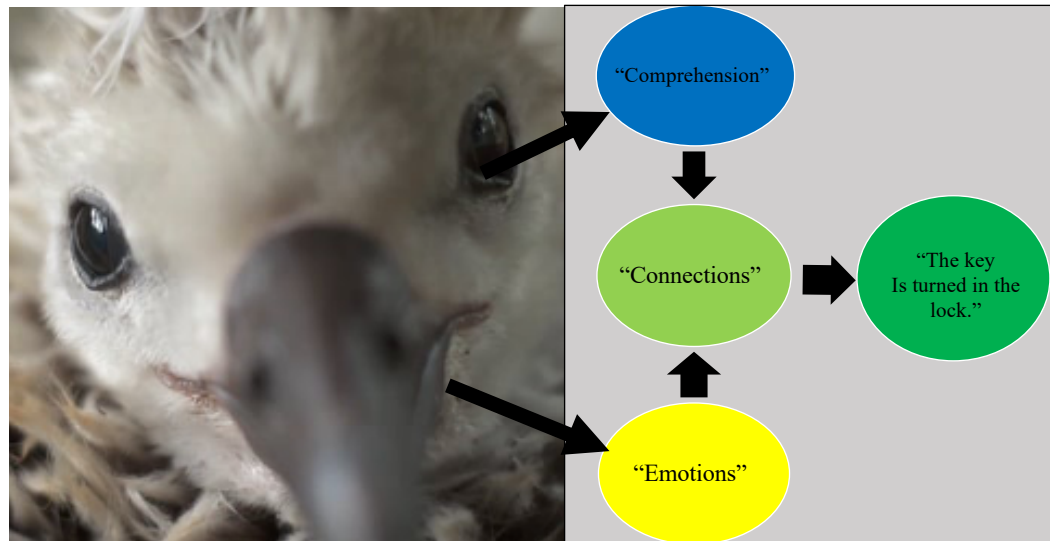 “Comprehension”
“Connections”
“The key
Is turned in the
lock.”
“Emotions”